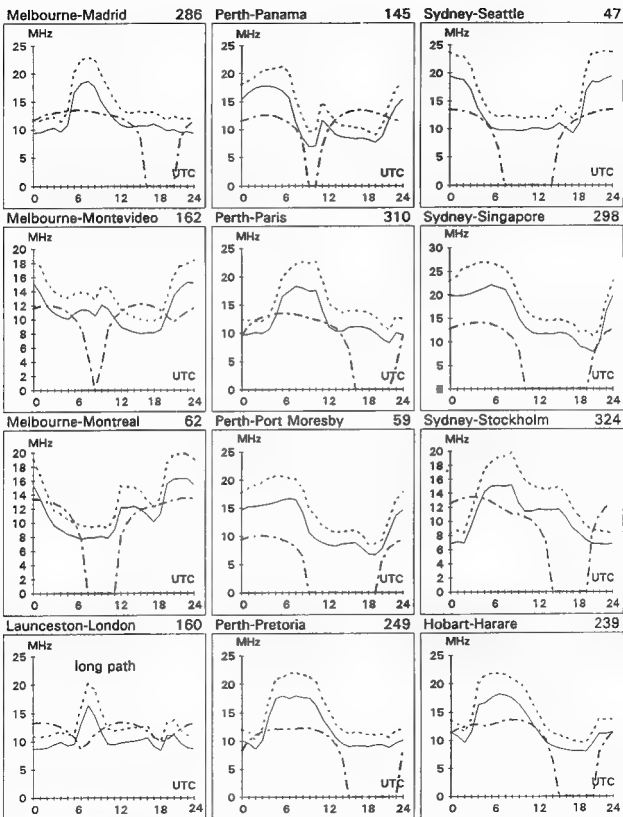 Melbourne-Madrid 286
MHz
25
20
15
10
5
0
UTC
0 6 12 18 24
Perth-Panama 145
MHz
25
20
15
10
5
0
UTC
0 6 12 18 24
Sydney-Seattle 47
MHz
25
20
15
10
5
0
UTC
0 6 12 18 24
Melbourne-Montevideo 162
MHz
20
18
16
14
12
10
8
6
4
2
0
UTC
0 6 12 18 24
Perth-Paris 310
MHz
25
20
15
10
5
0
UTC
0 6 12 18 24
Sydney-Singapore 298
MHz
30
25
20
15
10
5
UTC
0 6 12 18 24
Melbourne-Montreal 62
MHz
20
18
16
14
12
10
8
6
4
2
0
UTC
0 6 12 18 24
Perth-Port Moresby 59
MHz
25
20
15
10
5
0
UTC
0 6 12 18 24
Sydney-Stockholm 324
MHz
20
18
16
14
12
10
8
6
4
2
0
UTC
0 6 12 18 24
Launceston-London 160
MHz
25
20
15
10
5
0
long path
UTC
0 6 12 18 24
Perth-Pretoria 249
MHz
25
20
15
10
5
0
UTC
0 6 12 18 24
Hobart-Harare 239
MHz
25
20
15
10
5
0
UTC
0 6 12 18 24